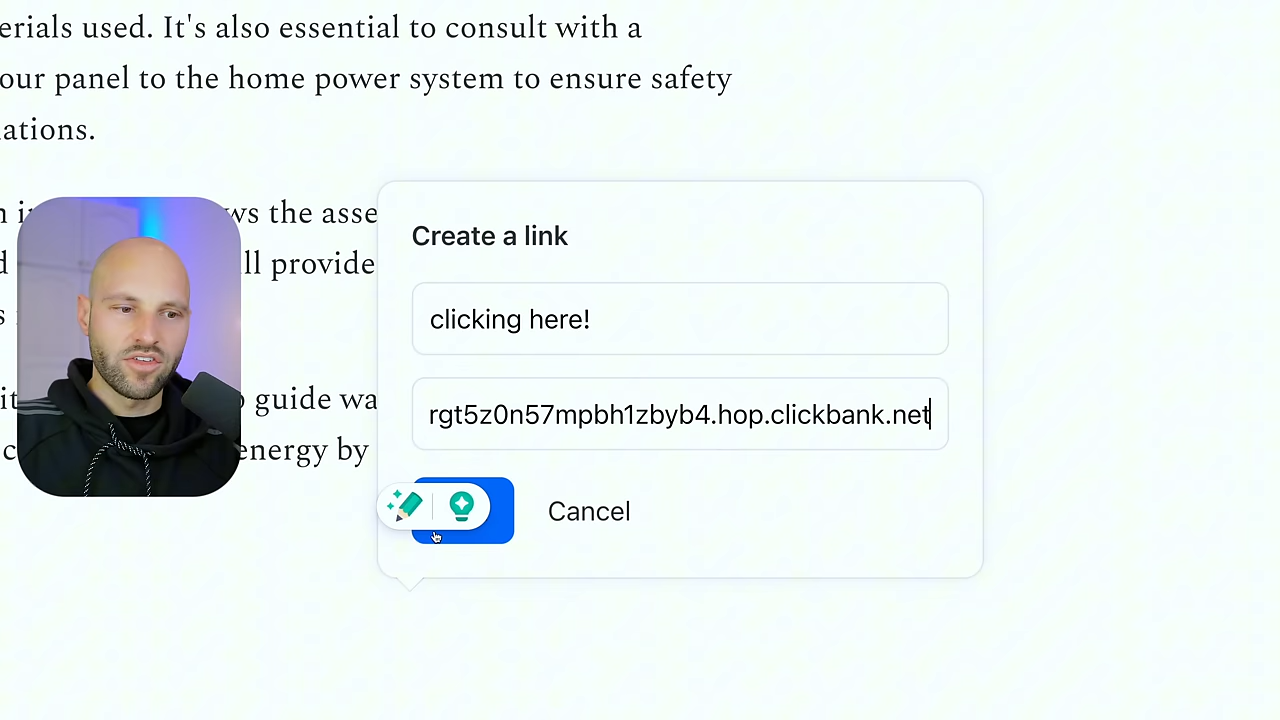 erials used. It's also essential to consult with a
our panel to the home power system to ensure safety
ations.
ws the asse
ll provide
guide wa
energy by
Create a link
clicking here!
rgt5z0n57mpbh1zbyb4.hop.clickbank.net
Cancel